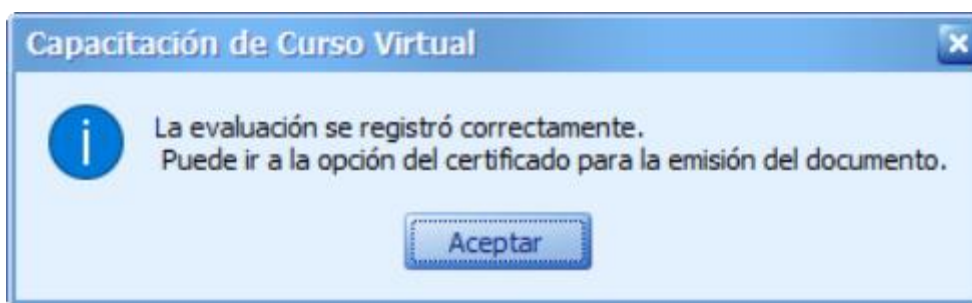 Capacitación de Curso Virtual
La evaluación se registró correctamente.
Puede ir a la opción del certificado para la emisión del documento.
Aceptar